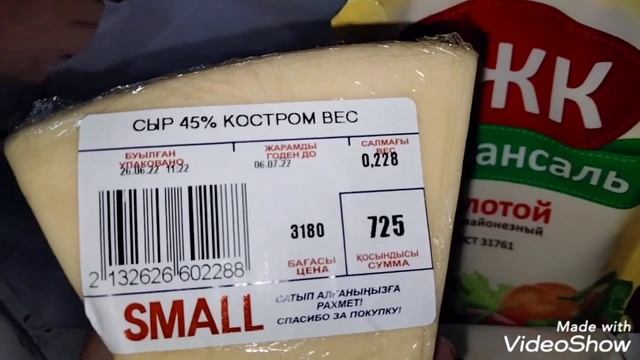 СЫР 45% КОСТРОМ ВЕС
БУЫЛҒАН
УПАКОВАНО
26.06.22 11:22
ЖАРАМДЫ
ГОДЕН ДО
06.07.22
САЛМАҒЫ
ВЕС
0,228
3180
БАҒАСЫ
ЦЕНА
725
ҚОСЫНДЫСЫ
СУММА
2 132626 602288
SMALL
САТЫП АЛҒАНЫҢЫЗҒА
РАХМЕТ!
СПАСИБО ЗА ПОКУПКУ!
ЖК
ансаль
лотой
майонезный
ГОСТ 31761
Made with
VideoShow